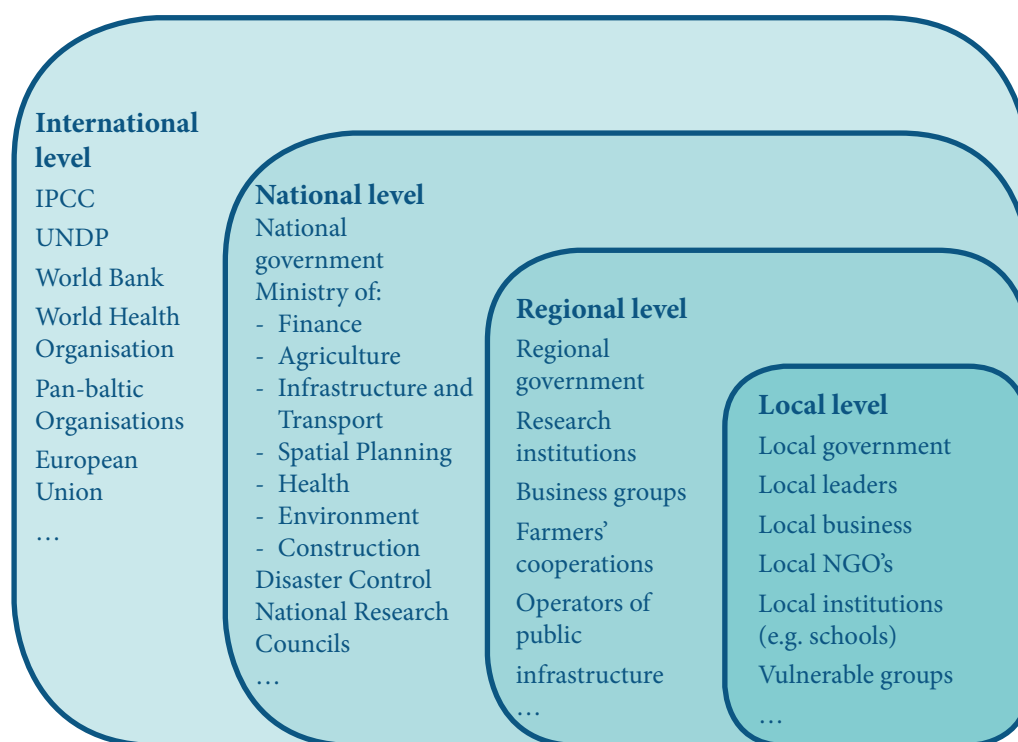 International
level
IPCC
UNDP
World Bank
World Health
Organisation
Pan-baltic
Organisations
European
Union
…
National level
National
government
Ministry of:
- Finance
- Agriculture
- Infrastructure and
Transport
- Spatial Planning
- Health
- Environment
- Construction
Disaster Control
National Research
Councils
…
Regional level
Regional
government
Research
institutions
Business groups
Farmers’
cooperations
Operators of
public
infrastructure
…
Local level
Local government
Local leaders
Local business
Local NGO’s
Local institutions
(e.g. schools)
Vulnerable groups
…